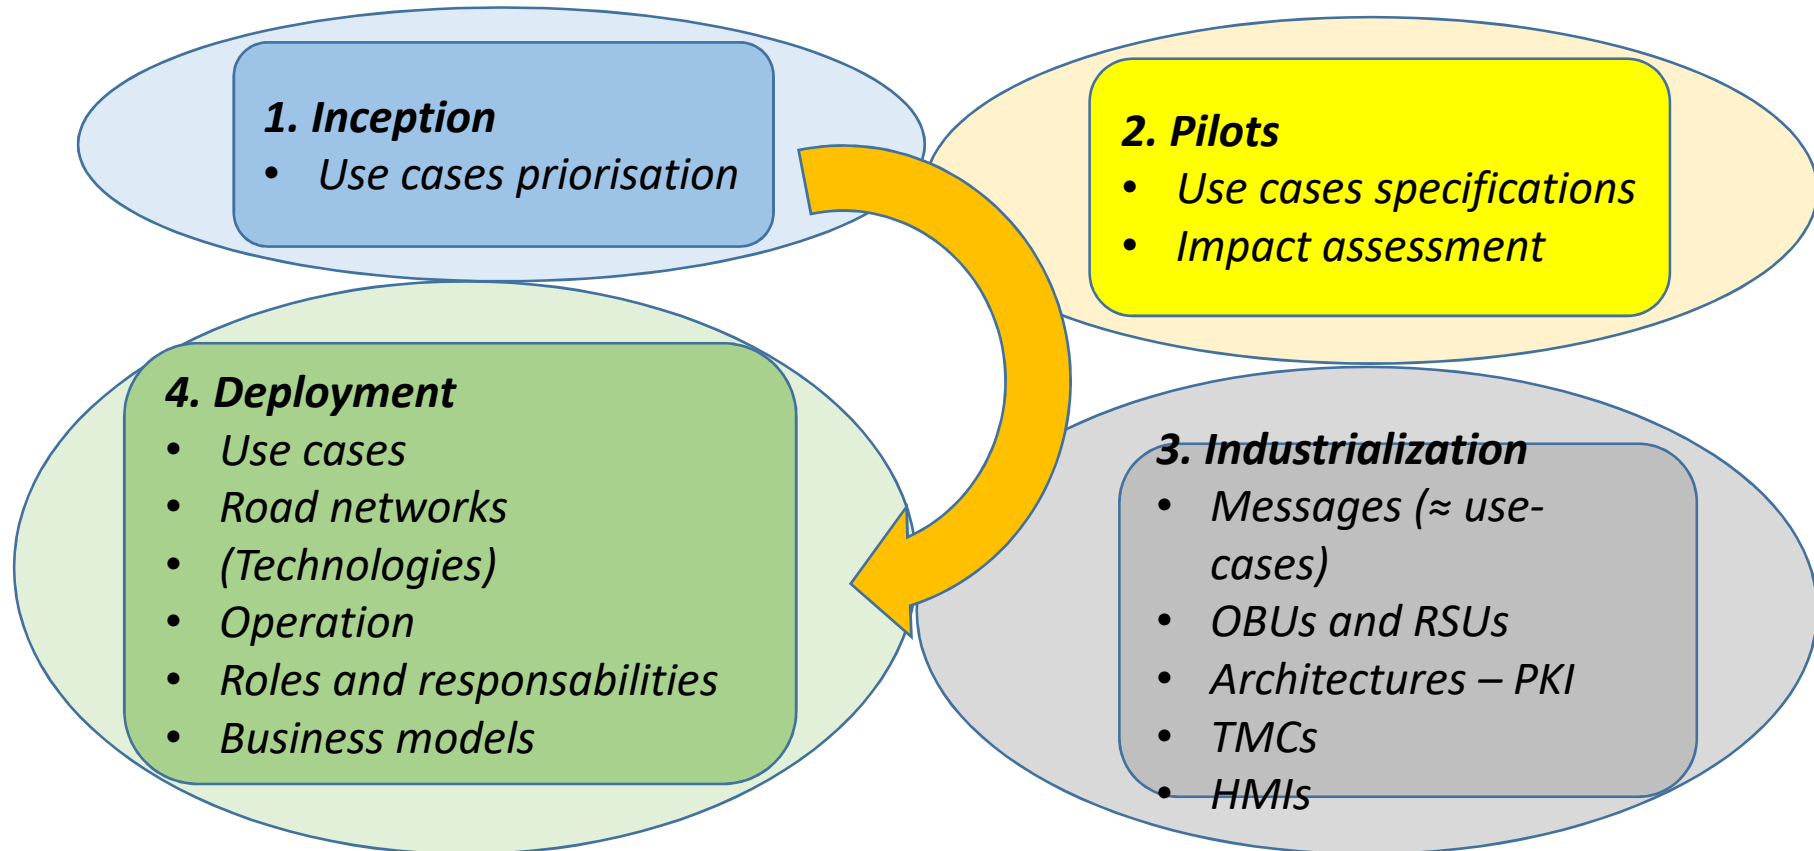 1. Inception
• Use cases priorisation
2. Pilots
• Use cases specifications
• Impact assessment
3. Industrialization
• Messages (≈ use-
cases)
• OBUs and RSUs
• Architectures – PKI
• TMCs
• HMIs
4. Deployment
• Use cases
• Road networks
• (Technologies)
• Operation
• Roles and responsabilities
• Business models